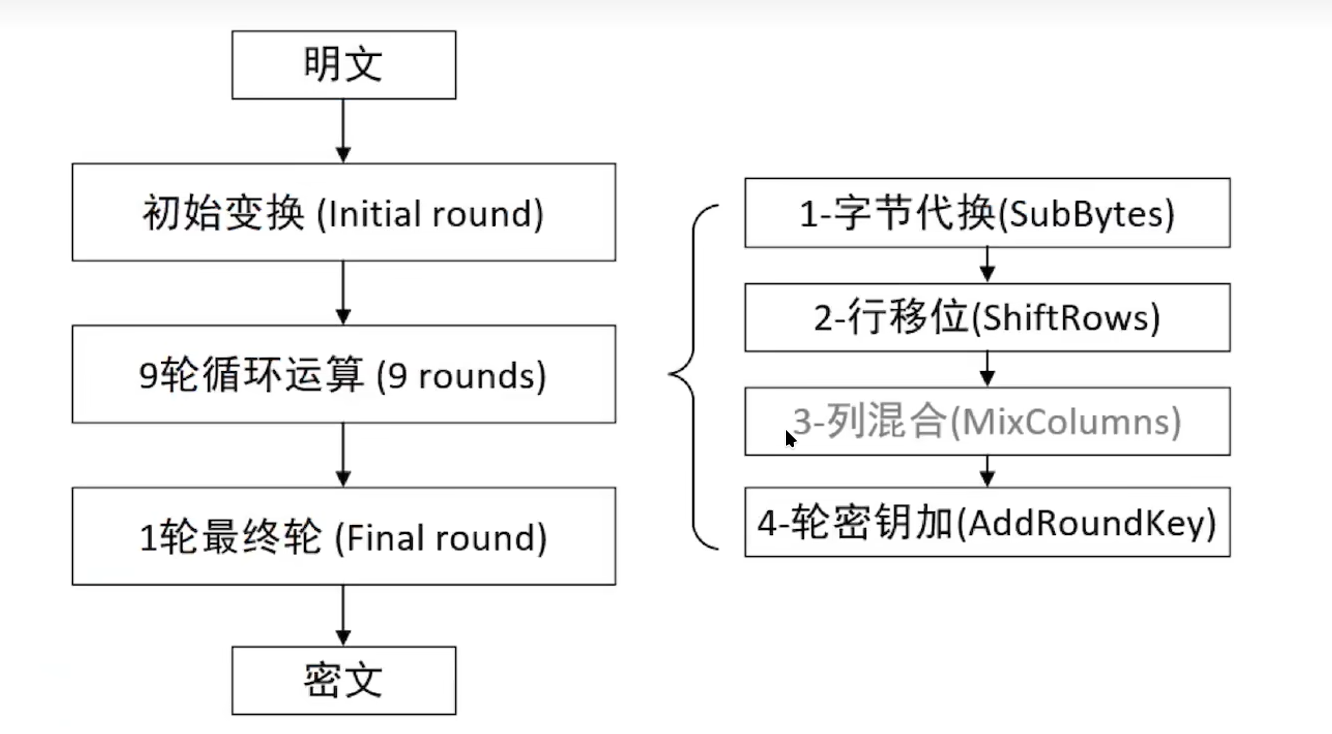 明文
初始变换 (Initial round)
9轮循环运算 (9 rounds)
1轮最终轮 (Final round)
密文
1-字节代换(SubBytes)
2-行移位(ShiftRows)
3-列混合(MixColumns)
4-轮密钥加(AddRoundKey)